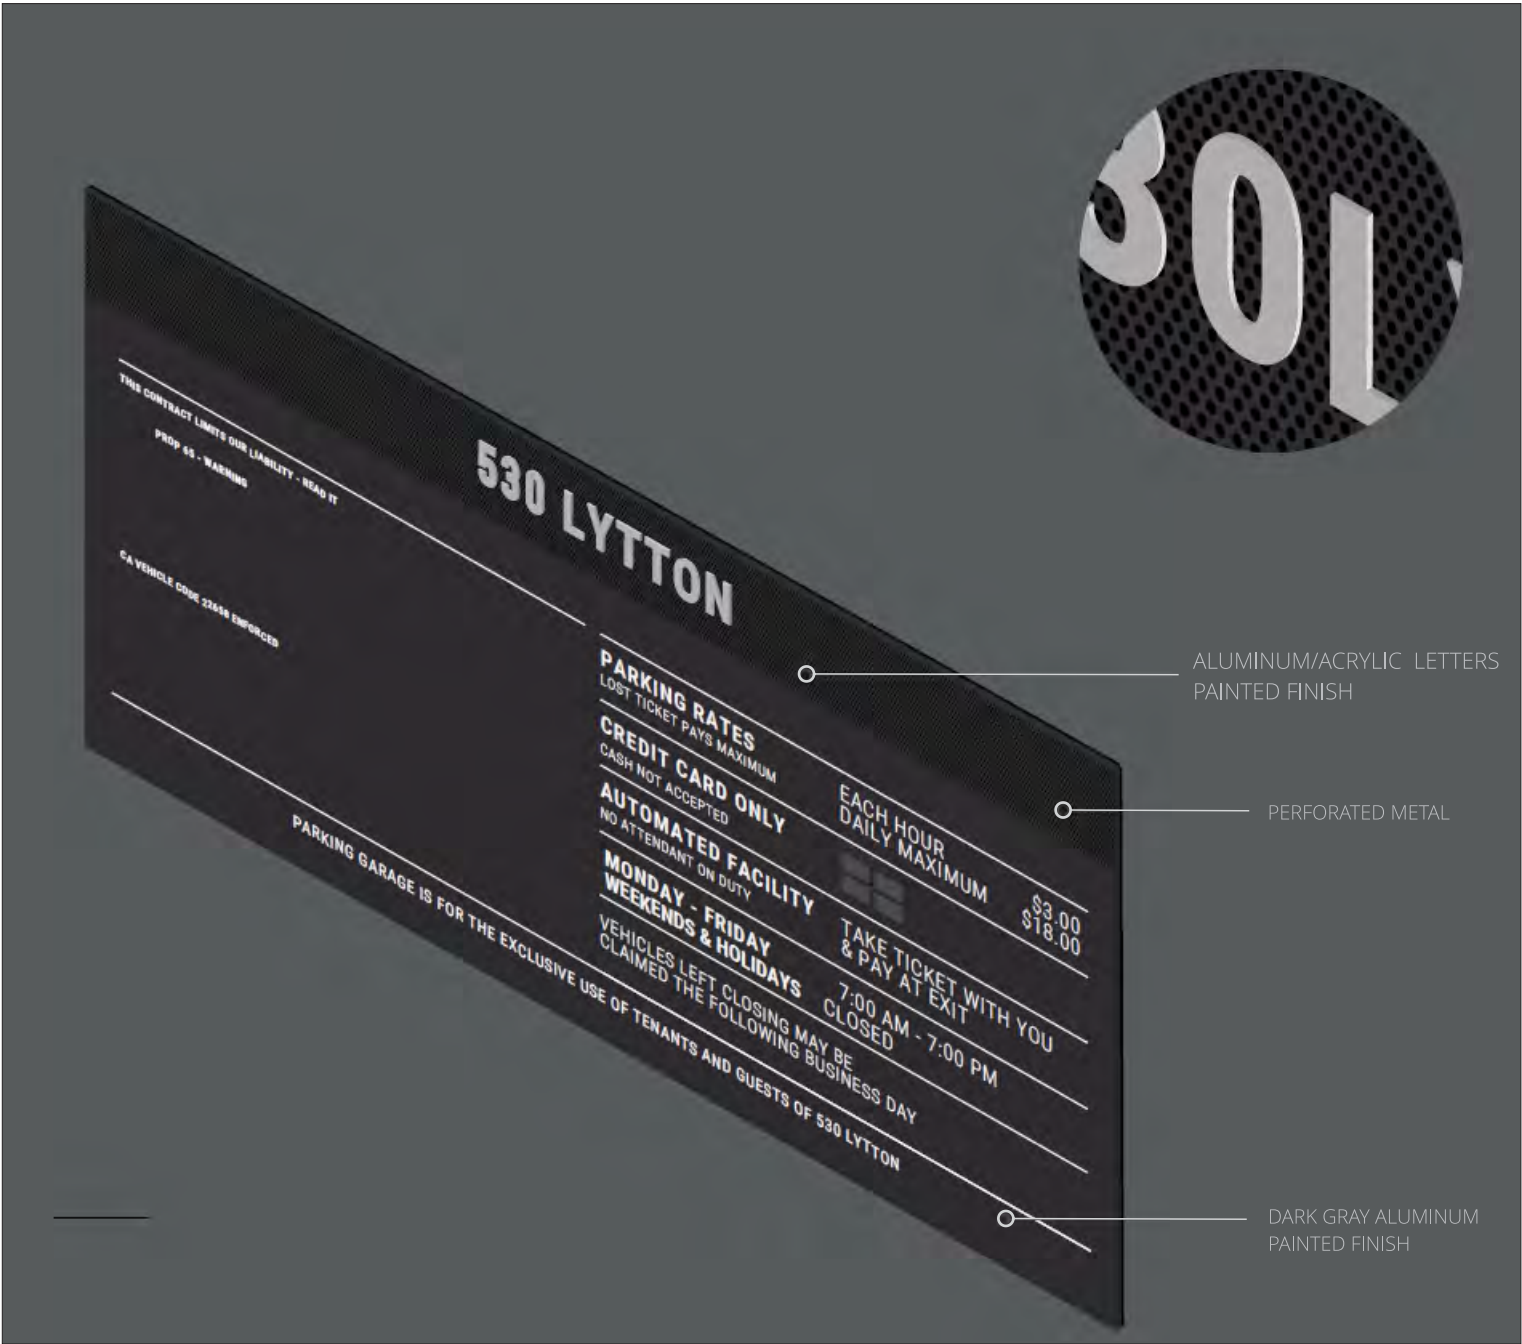 30L
530 LYTTON
THIS CONTRACT LIMITS OUR LIABILITY - READ IT
PROP 65 - WARNING
CA VEHICLE CODE 22658 ENFORCED
PARKING RATES
LOST TICKET PAYS MAXIMUM
EACH HOUR $3.00
DAILY MAXIMUM $18.00
CREDIT CARD ONLY
CASH NOT ACCEPTED
AUTOMATED FACILITY
NO ATTENDANT ON DUTY
TAKE TICKET WITH YOU
& PAY AT EXIT
MONDAY - FRIDAY 7:00 AM - 7:00 PM
WEEKENDS & HOLIDAYS CLOSED
VEHICLES LEFT CLOSING MAY BE
CLAIMED THE FOLLOWING BUSINESS DAY
PARKING GARAGE IS FOR THE EXCLUSIVE USE OF TENANTS AND GUESTS OF 530 LYTTON
ALUMINUM/ACRYLIC LETTERS
PAINTED FINISH
PERFORATED METAL
DARK GRAY ALUMINUM
PAINTED FINISH